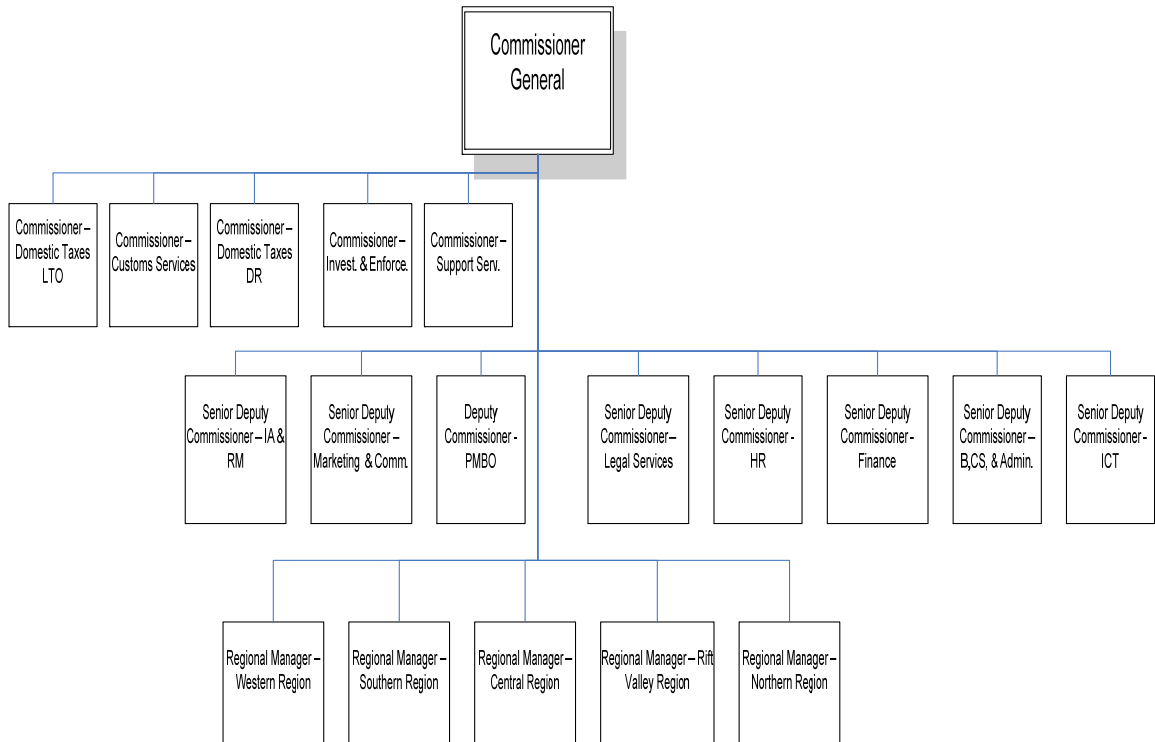 Commissioner
General
Commissioner –
Domestic Taxes
LTO
Commissioner –
Customs Services
Commissioner –
Domestic Taxes
DR
Commissioner –
Invest. & Enforce.
Commissioner –
Support Serv.
Senior Deputy
Commissioner – IA &
RM
Senior Deputy
Commissioner –
Marketing & Comm.
Deputy
Commissioner -
PMBO
Senior Deputy
Commissioner –
Legal Services
Senior Deputy
Commissioner -
HR
Senior Deputy
Commissioner -
Finance
Senior Deputy
Commissioner –
B,CS, & Admin.
Senior Deputy
Commissioner -
ICT
Regional Manager –
Western Region
Regional Manager –
Southern Region
Regional Manager –
Central Region
Regional Manager – Rift
Valley Region
Regional Manager –
Northern Region